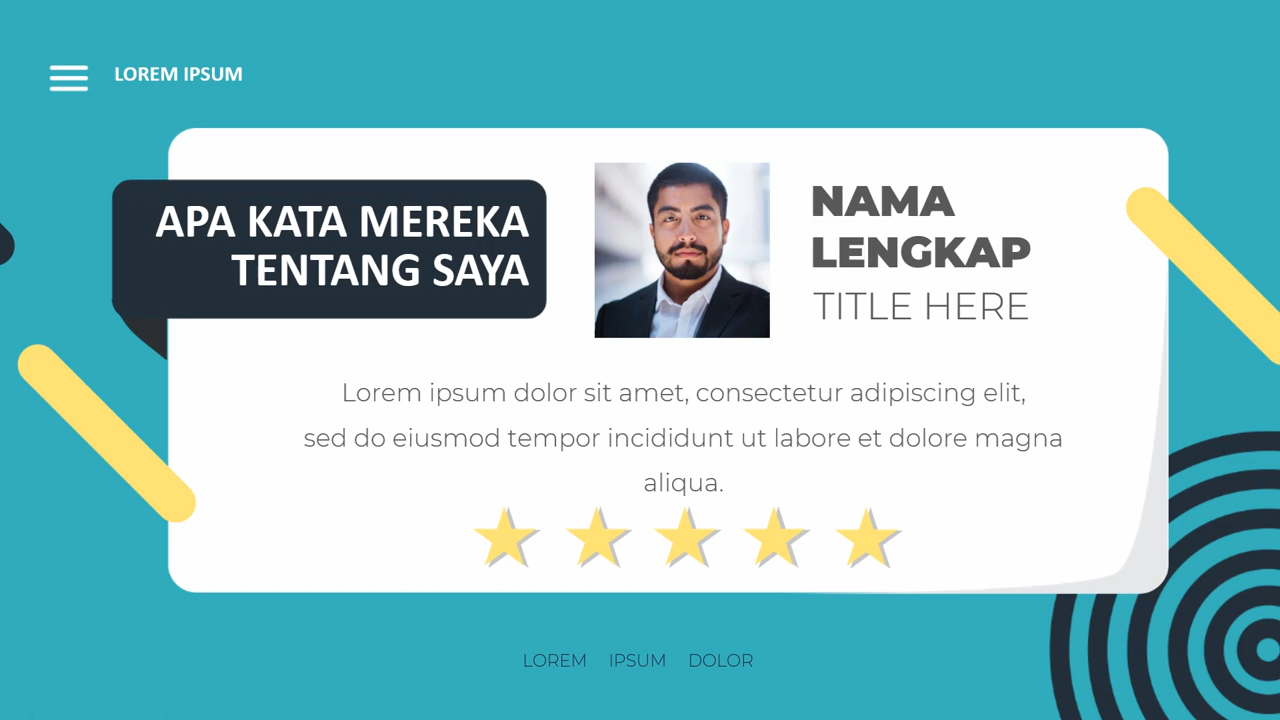 LOREM IPSUM
APA KATA MEREKA
TENTANG SAYA
NAMA
LENGKAP
TITLE HERE
Lorem ipsum dolor sit amet, consectetur adipiscing elit,
sed do eiusmod tempor incididunt ut labore et dolore magna
aliqua.
LOREM IPSUM DOLOR